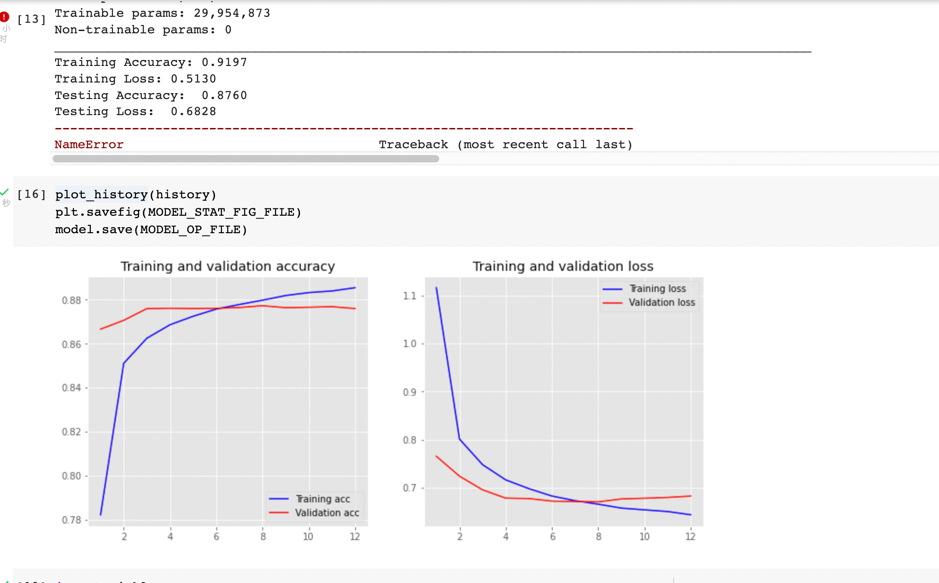 [13]
小
时
Trainable params: 29,954,873
Non-trainable params: 0
Training Accuracy: 0.9197
Training Loss: 0.5130
Testing Accuracy:  0.8760
Testing Loss:  0.6828
---------------------------------------------------------------------------
NameError                                 Traceback (most recent call last)
[16]
秒
plot_history(history)
plt.savefig(MODEL_STAT_FIG_FILE)
model.save(MODEL_OP_FILE)
Training and validation accuracy
0.88
0.86
0.84
0.82
0.80
0.78
2 4 6 8 10 12
Training acc
Validation acc
Training and validation loss
1.1
1.0
0.9
0.8
0.7
2 4 6 8 10 12
Training loss
Validation loss